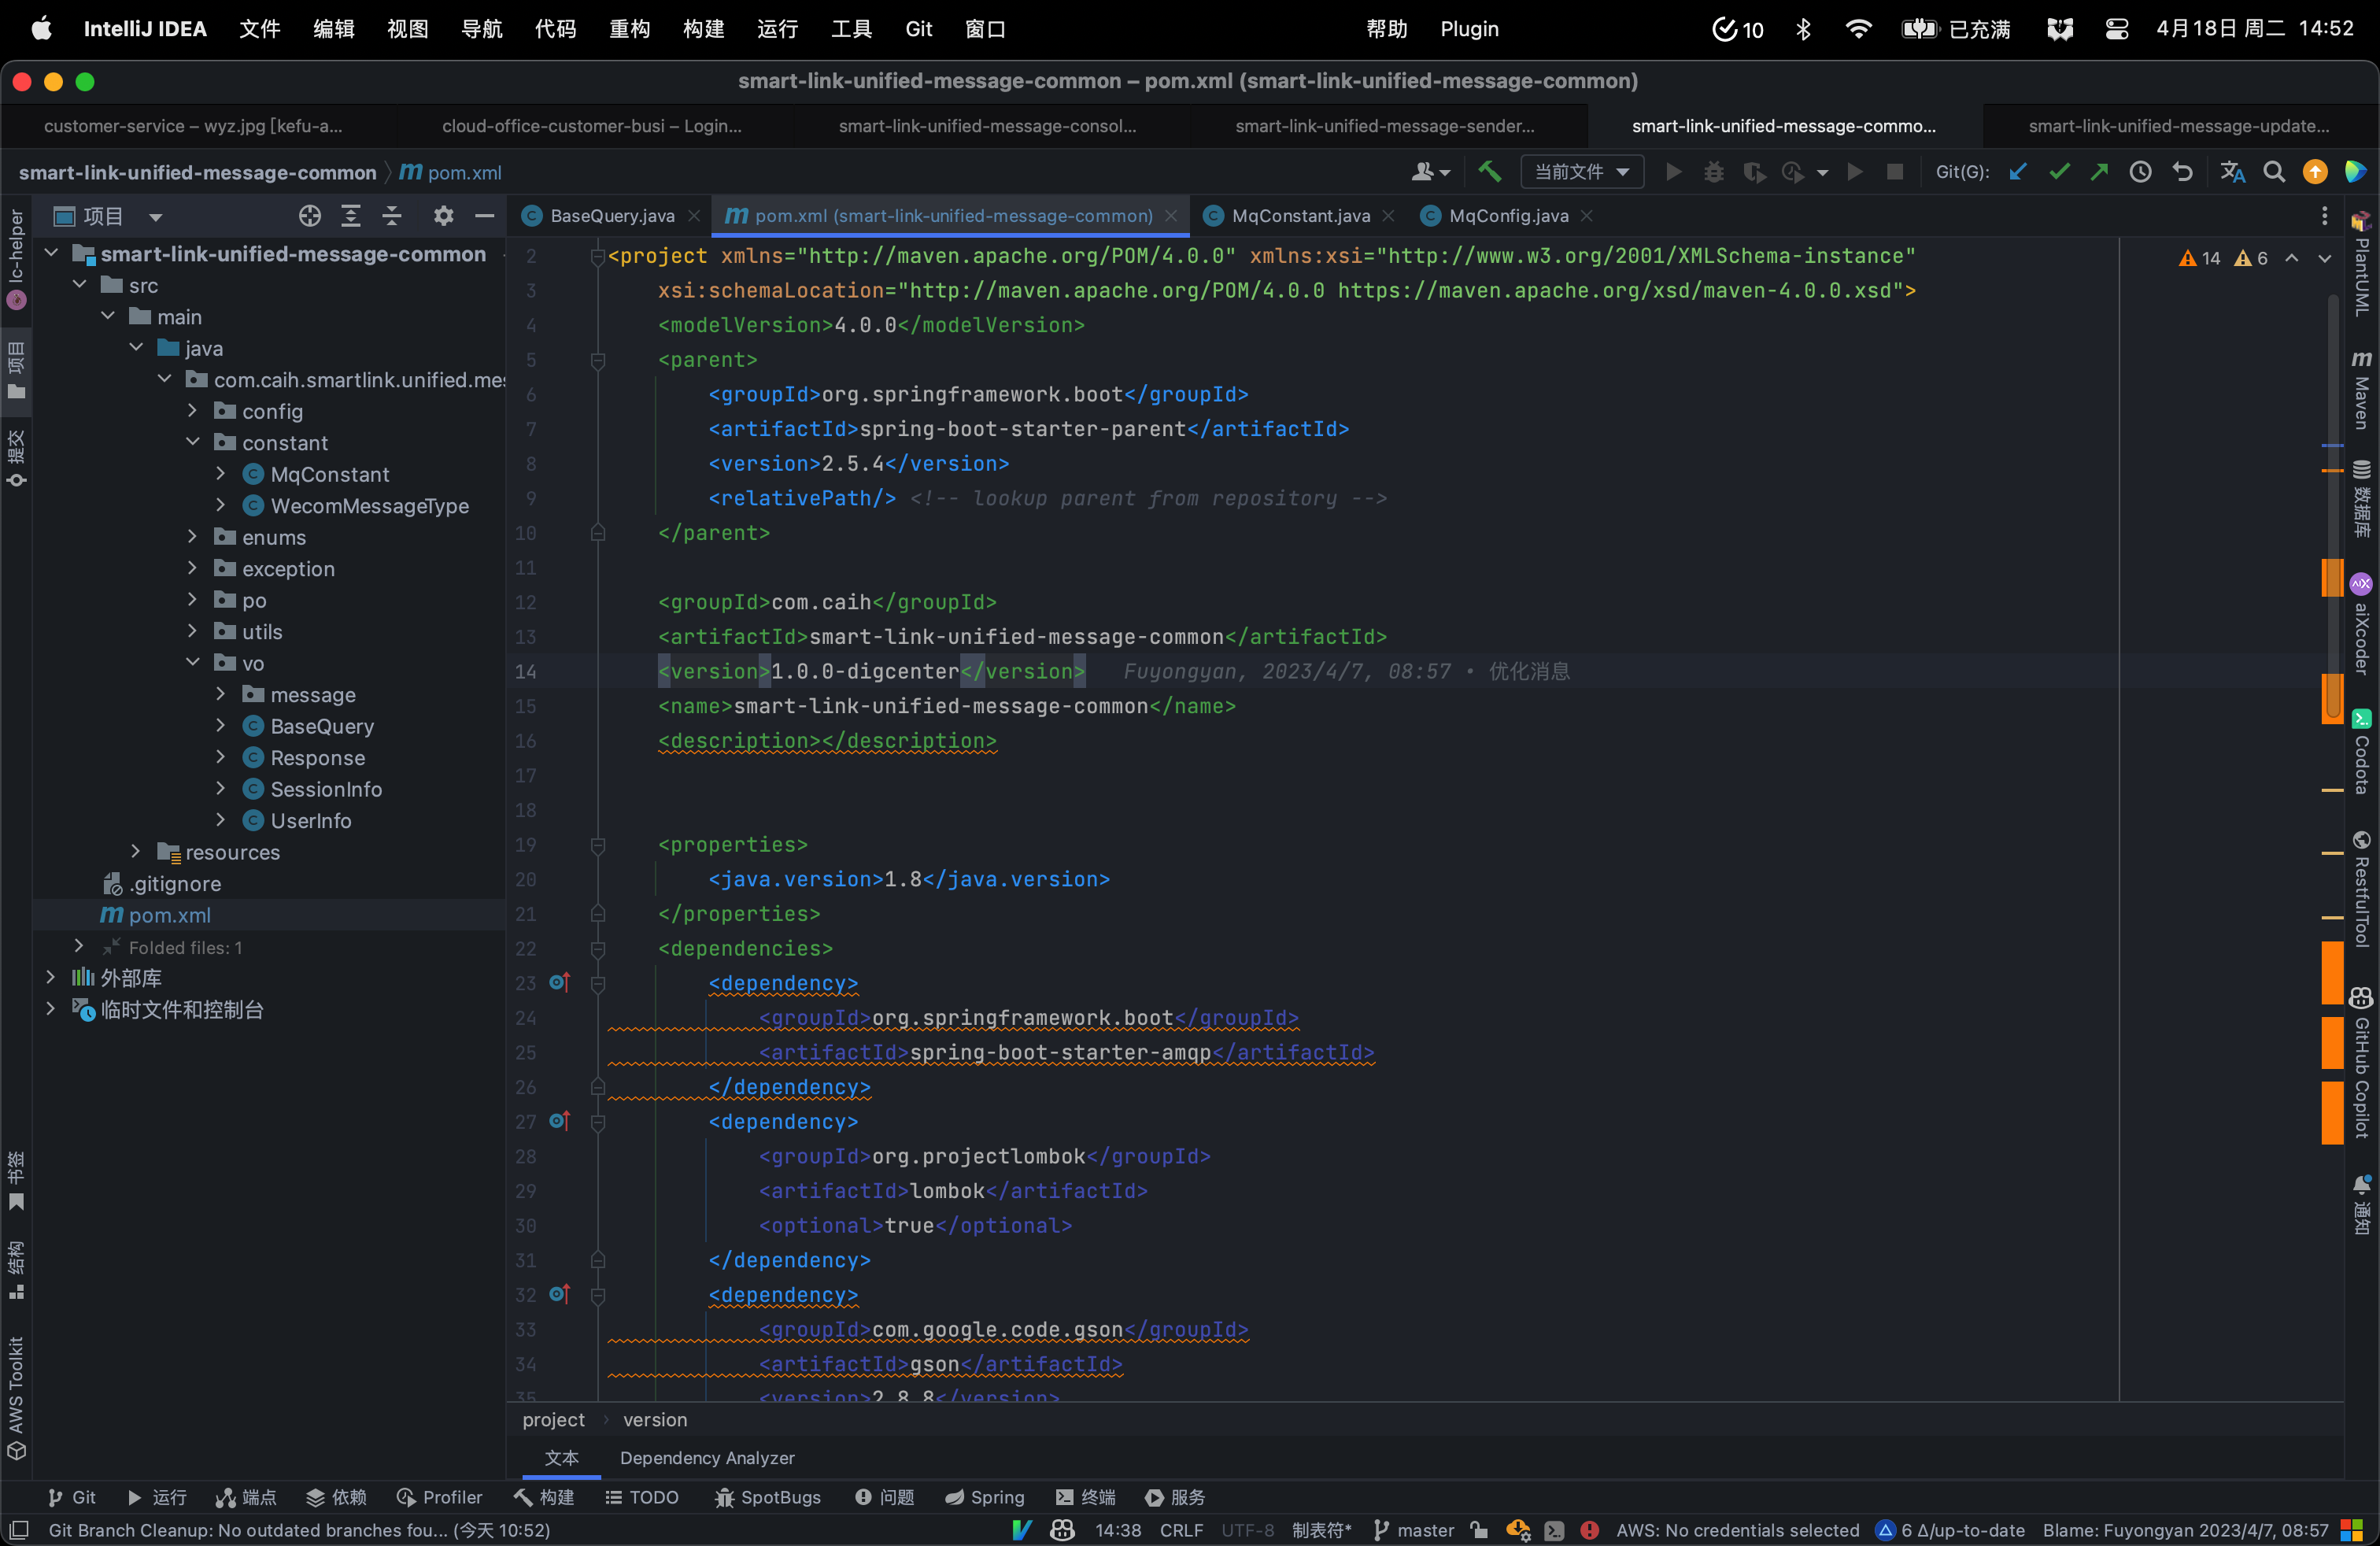 IntelliJ IDEA 文件 编辑 视图 导航 代码 重构 构建 运行 工具 Git 窗口 帮助 Plugin 10 已充满 4月18日 周二 14:52
smart-link-unified-message-common – pom.xml (smart-link-unified-message-common)
customer-service – wyz.jpg [kefu-a... cloud-office-customer-busi – Login... smart-link-unified-message-consol... smart-link-unified-message-sender... smart-link-unified-message-commo... smart-link-unified-message-update...
smart-link-unified-message-common pom.xml 当前文件 Git(G):
项目
BaseQuery.java pom.xml (smart-link-unified-message-common) MqConstant.java MqConfig.java
lc-helper
项目
提交
书签
结构
AWS Toolkit
smart-link-unified-message-common
src
main
java
com.caih.smartlink.unified.mes
config
constant
MqConstant
WecomMessageType
enums
exception
po
utils
vo
message
BaseQuery
Response
SessionInfo
UserInfo
resources
.gitignore
pom.xml
Folded files: 1
外部库
临时文件和控制台
14 6
2 <project xmlns="http://maven.apache.org/POM/4.0.0" xmlns:xsi="http://www.w3.org/2001/XMLSchema-instance"
3 xsi:schemaLocation="http://maven.apache.org/POM/4.0.0 https://maven.apache.org/xsd/maven-4.0.0.xsd">
4 <modelVersion>4.0.0</modelVersion>
5 <parent>
6 <groupId>org.springframework.boot</groupId>
7 <artifactId>spring-boot-starter-parent</artifactId>
8 <version>2.5.4</version>
9 <relativePath/> <!-- lookup parent from repository -->
10 </parent>
11
12 <groupId>com.caih</groupId>
13 <artifactId>smart-link-unified-message-common</artifactId>
14 <version>1.0.0-digcenter</version> Fuyongyan, 2023/4/7, 08:57 • 优化消息
15 <name>smart-link-unified-message-common</name>
16 <description></description>
17
18
19 <properties>
20 <java.version>1.8</java.version>
21 </properties>
22 <dependencies>
23 <dependency>
24 <groupId>org.springframework.boot</groupId>
25 <artifactId>spring-boot-starter-amqp</artifactId>
26 </dependency>
27 <dependency>
28 <groupId>org.projectlombok</groupId>
29 <artifactId>lombok</artifactId>
30 <optional>true</optional>
31 </dependency>
32 <dependency>
33 <groupId>com.google.code.gson</groupId>
34 <artifactId>gson</artifactId>
35 <version>2.8.8</version>
PlantUML
Maven
数据库
aiXcoder
Codota
RestfulTool
GitHub Copilot
通知
project version
文本 Dependency Analyzer
Git 运行 端点 依赖 Profiler 构建 TODO SpotBugs 问题 Spring 终端 服务
Git Branch Cleanup: No outdated branches fou... (今天 10:52) 14:38 CRLF UTF-8 制表符* master AWS: No credentials selected 6 Δ/up-to-date Blame: Fuyongyan 2023/4/7, 08:57